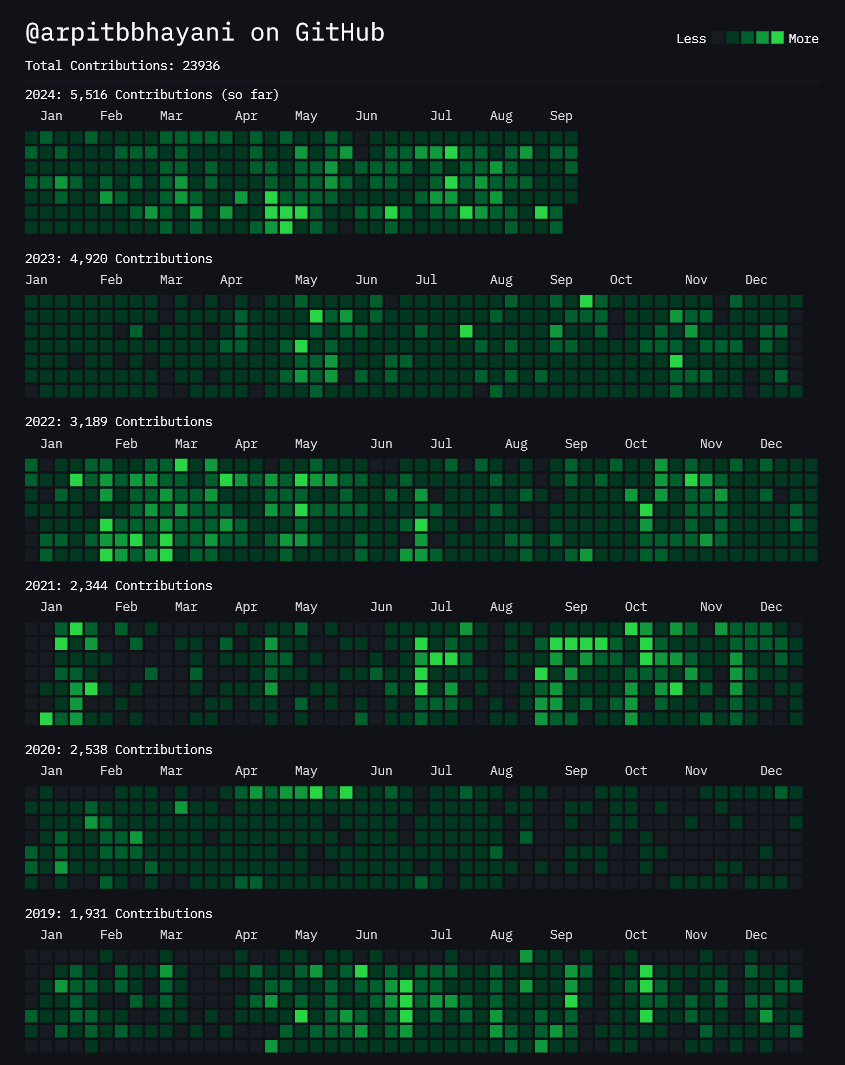 @arpitbbhayani on GitHub
Less More
Total Contributions: 23936
2024: 5,516 Contributions (so far)
Jan Feb Mar Apr May Jun Jul Aug Sep
2023: 4,920 Contributions
Jan Feb Mar Apr May Jun Jul Aug Sep Oct Nov Dec
2022: 3,189 Contributions
Jan Feb Mar Apr May Jun Jul Aug Sep Oct Nov Dec
2021: 2,344 Contributions
Jan Feb Mar Apr May Jun Jul Aug Sep Oct Nov Dec
2020: 2,538 Contributions
Jan Feb Mar Apr May Jun Jul Aug Sep Oct Nov Dec
2019: 1,931 Contributions
Jan Feb Mar Apr May Jun Jul Aug Sep Oct Nov Dec